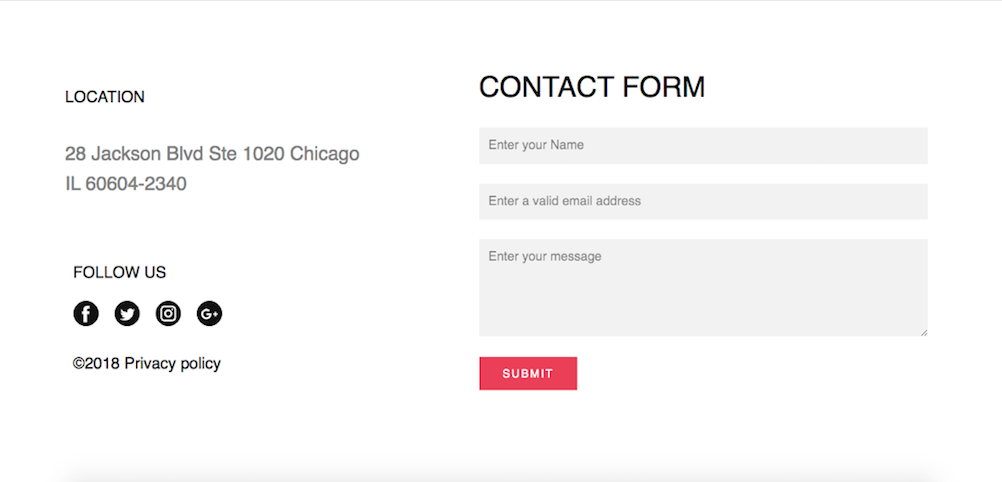 LOCATION
28 Jackson Blvd Ste 1020 Chicago
IL 60604-2340
FOLLOW US
©2018 Privacy policy
CONTACT FORM
Enter your Name
Enter a valid email address
Enter your message
SUBMIT